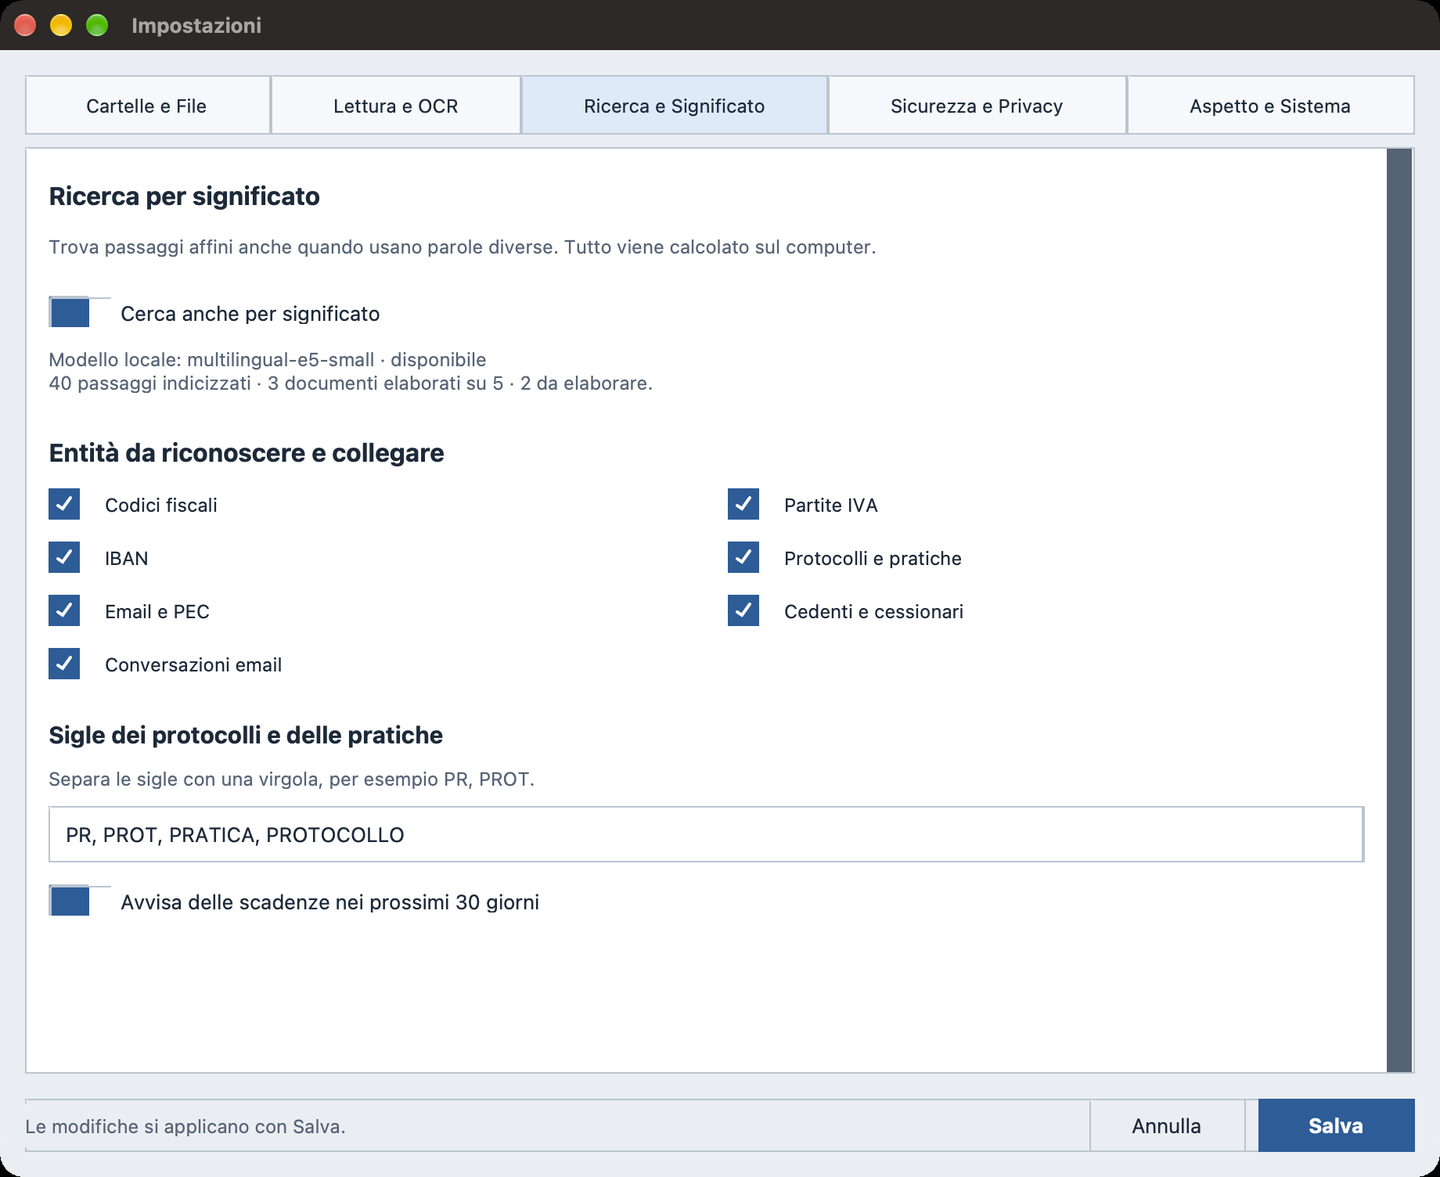 Impostazioni
Cartelle e File
Lettura e OCR
Ricerca e Significato
Sicurezza e Privacy
Aspetto e Sistema
Ricerca per significato
Trova passaggi affini anche quando usano parole diverse. Tutto viene calcolato sul computer.
Cerca anche per significato
Modello locale: multilingual-e5-small · disponibile
40 passaggi indicizzati · 3 documenti elaborati su 5 · 2 da elaborare.
Entità da riconoscere e collegare
Codici fiscali
Partite IVA
IBAN
Protocolli e pratiche
Email e PEC
Cedenti e cessionari
Conversazioni email
Sigle dei protocolli e delle pratiche
Separa le sigle con una virgola, per esempio PR, PROT.
PR, PROT, PRATICA, PROTOCOLLO
Avvisa delle scadenze nei prossimi 30 giorni
Le modifiche si applicano con Salva.
Annulla
Salva